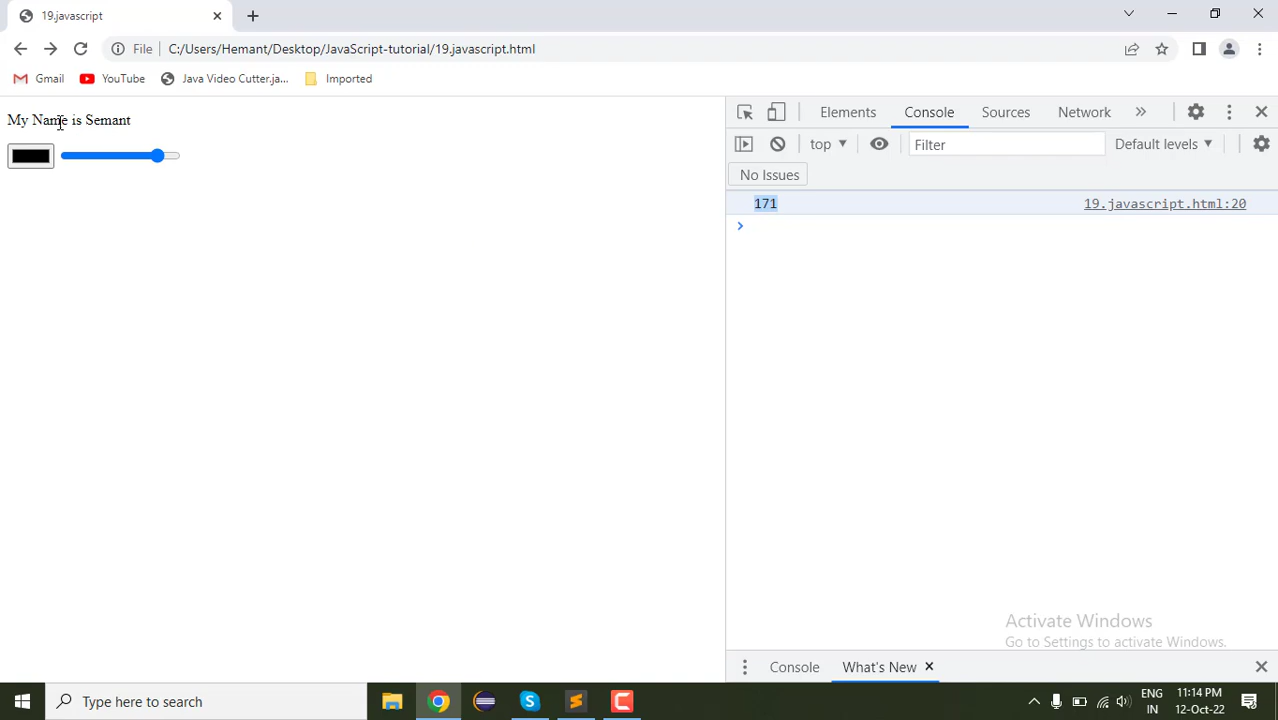 19.javascript
File C:/Users/Hemant/Desktop/JavaScript-tutorial/19.javascript.html
Gmail YouTube Java Video Cutter.ja... Imported
My Name is Semant
Elements Console Sources Network »
top Filter Default levels
No Issues
171 19.javascript.html:20
Activate Windows
Go to Settings to activate Windows.
Console What's New
Type here to search
ENG
IN
11:14 PM
12-Oct-22